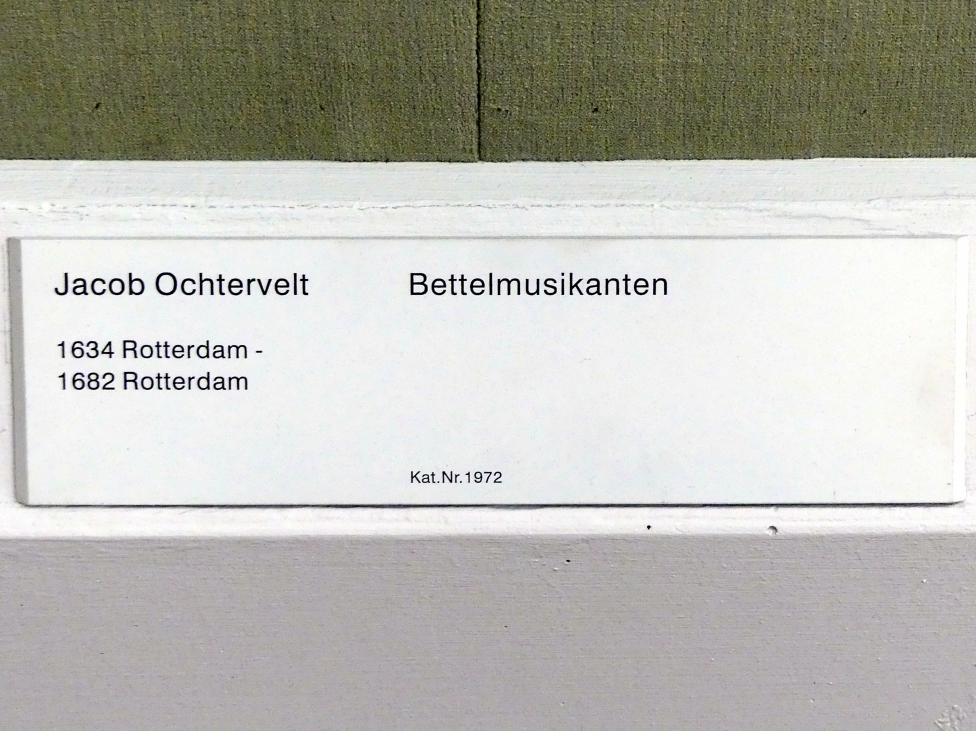 Jacob Ochtervelt
1634 Rotterdam -
1682 Rotterdam
Bettelmusikanten
Kat.Nr.1972